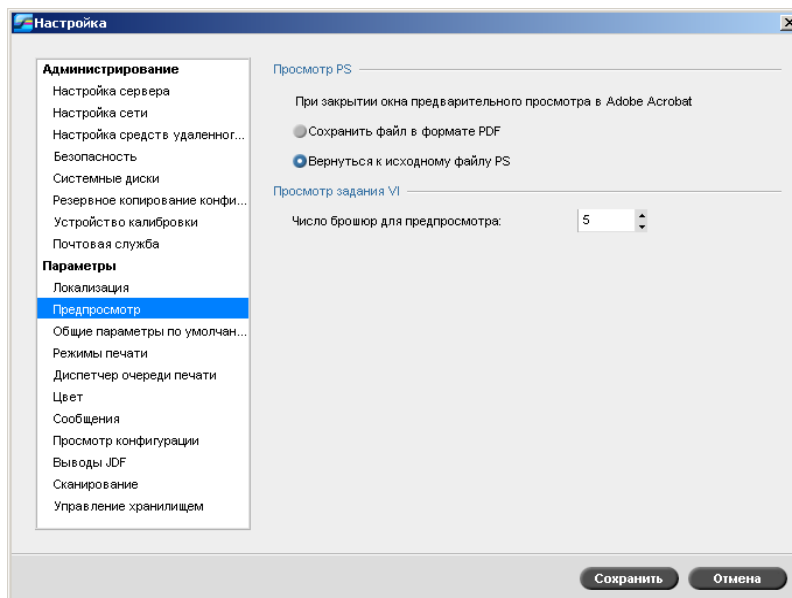 Настройка
Администрирование
Настройка сервера
Настройка сети
Настройка средств удаленног...
Безопасность
Системные диски
Резервное копирование конфи...
Устройство калибровки
Почтовая служба
Параметры
Локализация
Предпросмотр
Общие параметры по умолчан...
Режимы печати
Диспетчер очереди печати
Цвет
Сообщения
Просмотр конфигурации
Выводы JDF
Сканирование
Управление хранилищем
Просмотр PS
При закрытии окна предварительного просмотра в Adobe Acrobat
Сохранить файл в формате PDF
Вернуться к исходному файлу PS
Просмотр задания VI
Число брошюр для предпросмотра: 5
Сохранить
Отмена